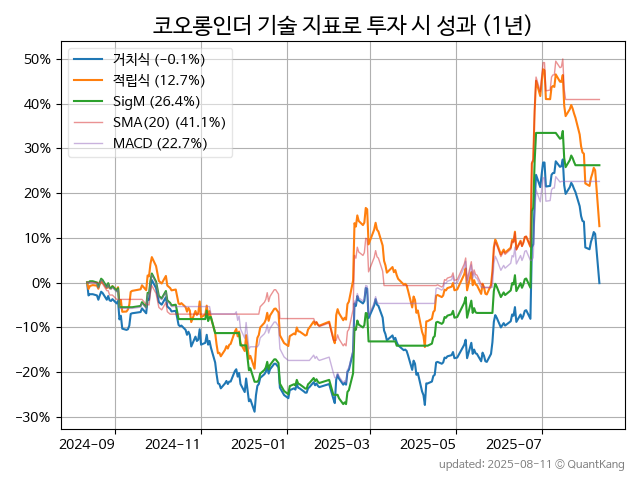 코오롱인더 기술 지표로 투자 시 성과 (1년)
거치식 (-0.1%)
적립식 (12.7%)
SigM (26.4%)
SMA(20) (41.1%)
MACD (22.7%)
50%
40%
30%
20%
10%
0%
-10%
-20%
-30%
2024-09 2024-11 2025-01 2025-03 2025-05 2025-07
updated: 2025-08-11 © QuantKang